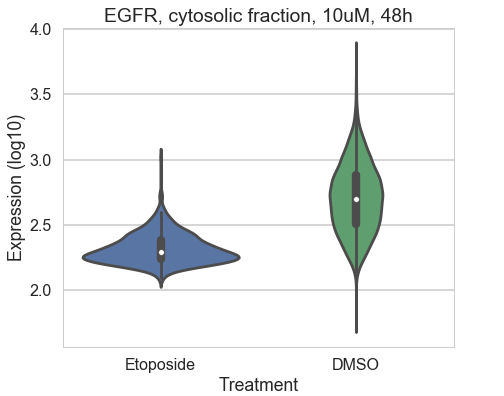 EGFR, cytosolic fraction, 10uM, 48h
Expression (log10)
4.0
3.5
3.0
2.5
2.0
Etoposide
DMSO
Treatment